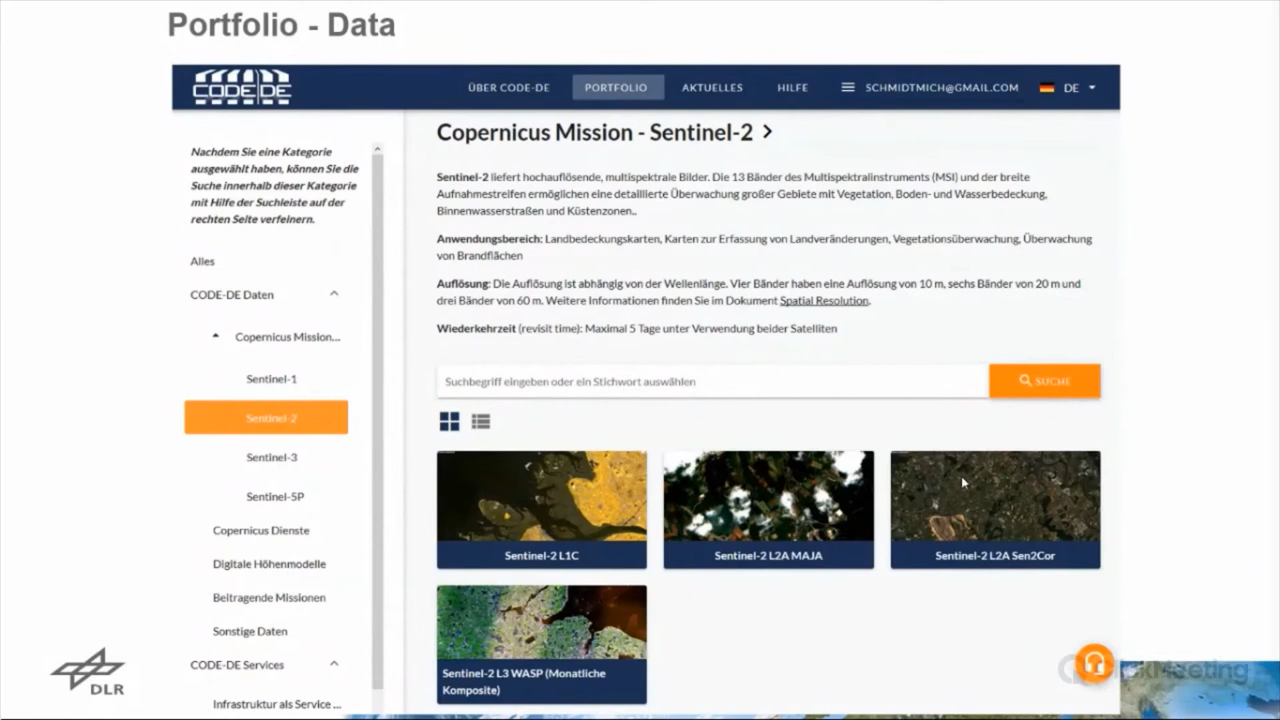 Portfolio - Data
CODE-DE
ÜBER CODE-DE
PORTFOLIO
AKTUELLES
HILFE
SCHMIDTMICH@GMAIL.COM
DE
Nachdem Sie eine Kategorie
ausgewählt haben, können Sie die
Suche innerhalb dieser Kategorie
mit Hilfe der Suchleiste auf der
rechten Seite verfeinern.
Alles
CODE-DE Daten
Copernicus Mission...
Sentinel-1
Sentinel-2
Sentinel-3
Sentinel-5P
Copernicus Dienste
Digitale Höhenmodelle
Beitragende Missionen
Sonstige Daten
CODE-DE Services
Infrastruktur als Service ...
Copernicus Mission - Sentinel-2
Sentinel-2 liefert hochauflösende, multispektrale Bilder. Die 13 Bänder des Multispektralinstruments (MSI) und der breite
Aufnahmestreifen ermöglichen eine detaillierte Überwachung großer Gebiete mit Vegetation, Boden- und Wasserbedeckung,
Binnenwasserstraßen und Küstenzonen..
Anwendungsbereich: Landbedeckungskarten, Karten zur Erfassung von Landveränderungen, Vegetationsüberwachung, Überwachung
von Brandflächen
Auflösung: Die Auflösung ist abhängig von der Wellenlänge. Vier Bänder haben eine Auflösung von 10 m, sechs Bänder von 20 m und
drei Bänder von 60 m. Weitere Informationen finden Sie im Dokument Spatial Resolution.
Wiederkehrzeit (revisit time): Maximal 5 Tage unter Verwendung beider Satelliten
Suchbegriff eingeben oder ein Stichwort auswählen
SUCHE
Sentinel-2 L1C
Sentinel-2 L2A MAJA
Sentinel-2 L2A Sen2Cor
Sentinel-2 L3 WASP (Monatliche
Komposite)
DLR